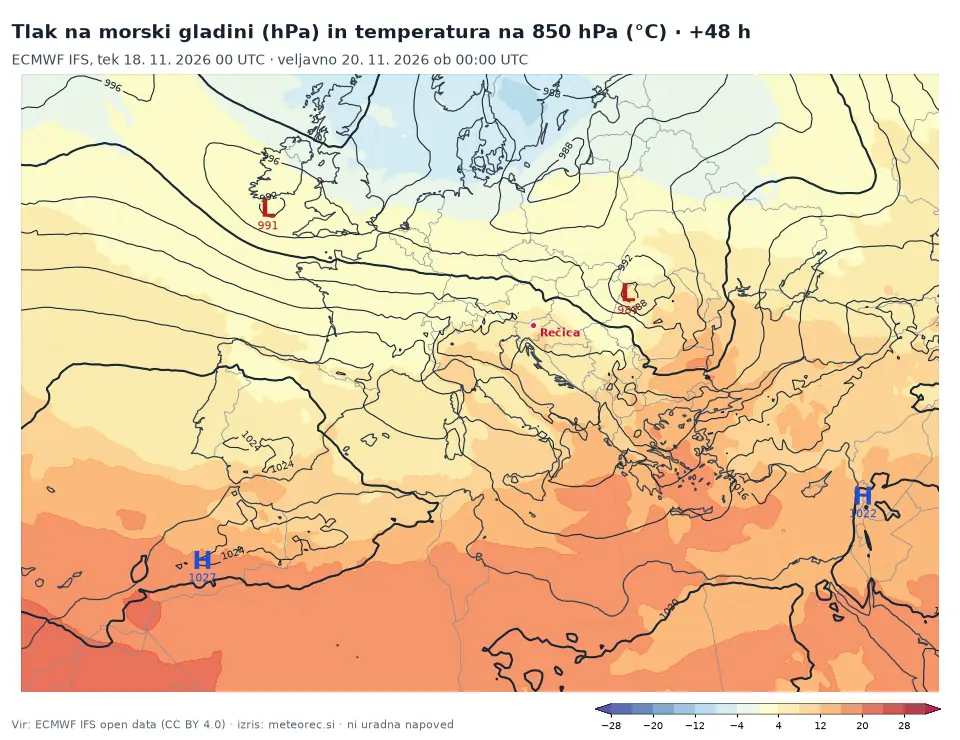 Tlak na morski gladini (hPa) in temperatura na 850 hPa (°C) · +48 h
ECMWF IFS, tek 18. 11. 2026 00 UTC · veljavno 20. 11. 2026 ob 00:00 UTC
996
988
988
996
992
L
991
992
L
988
Rečica
1024
1024
1016
H
1022
1024
H
1027
1020
Vir: ECMWF IFS open data (CC BY 4.0) · izris: meteorec.si · ni uradna napoved
−28 −20 −12 −4 4 12 20 28